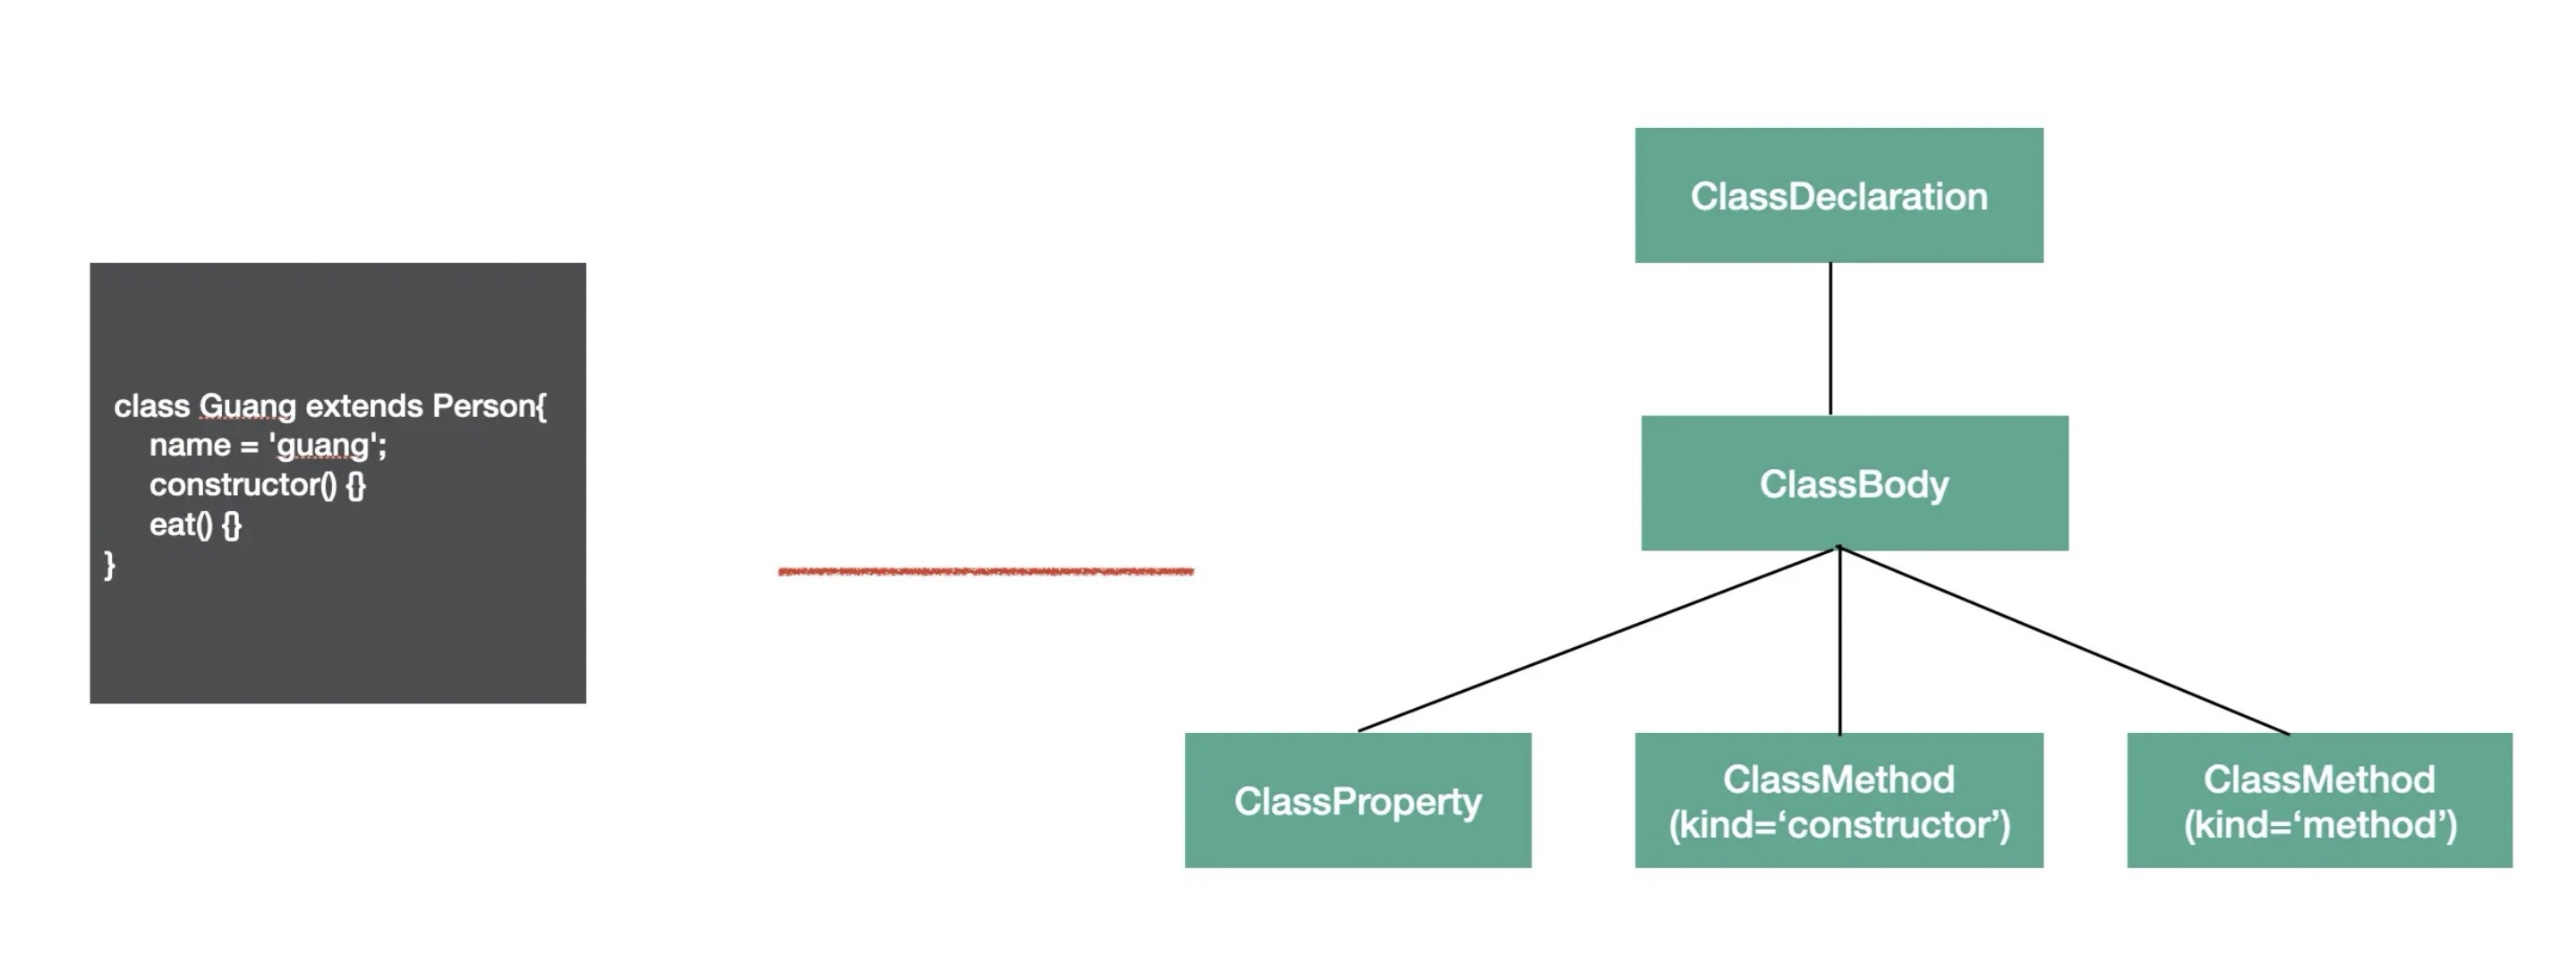 class Guang extends Person{
name = 'guang';
constructor() {}
eat() {}
}
ClassDeclaration
ClassBody
ClassProperty
ClassMethod
(kind=‘constructor’)
ClassMethod
(kind=‘method’)